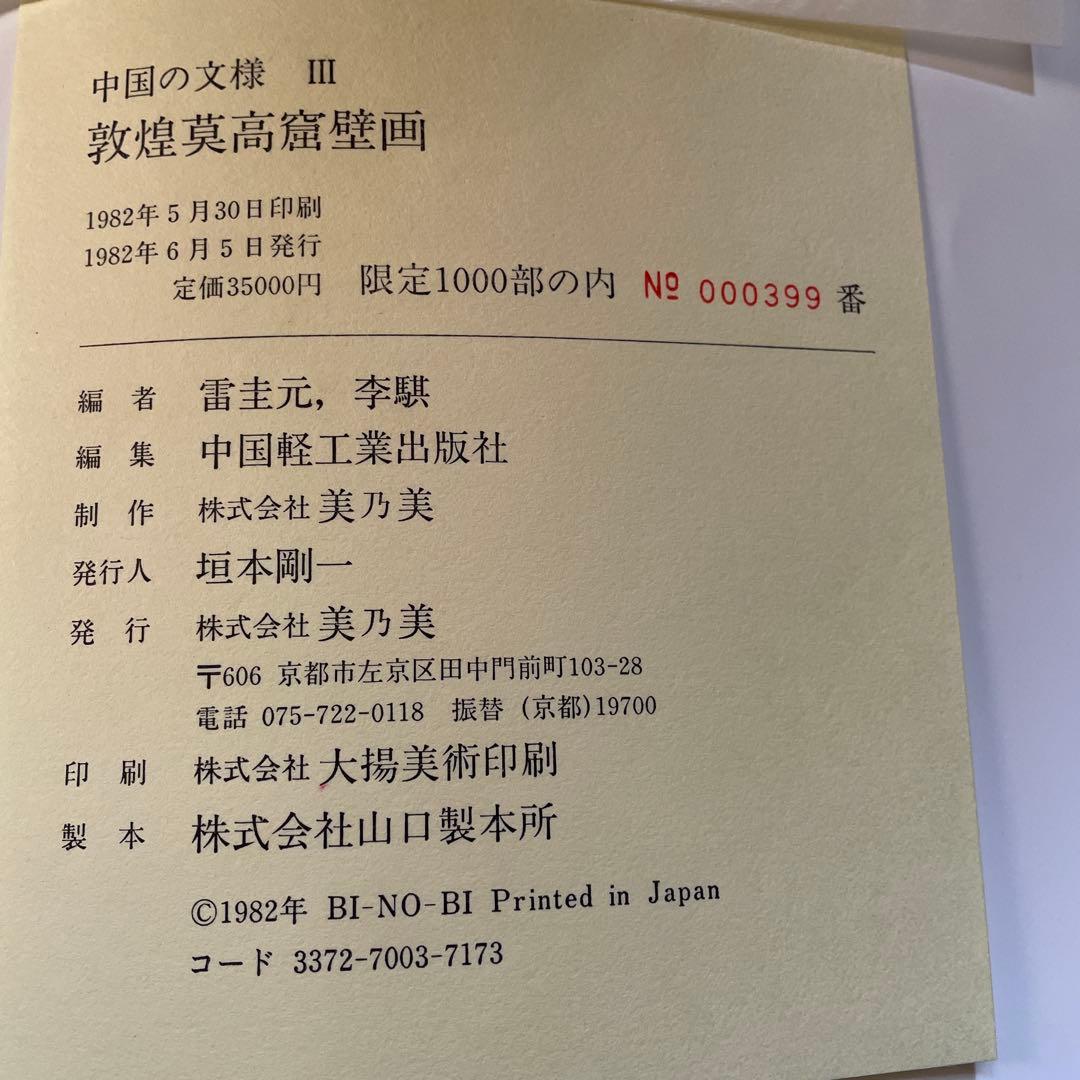 中国の文様 III
敦煌莫高窟壁画
1982年5月30日印刷
1982年6月5日発行
定価35000円 限定1000部の内 № 000399 番
編者 雷圭元，李騏
編集 中国軽工業出版社
制作 株式会社 美乃美
発行人 垣本剛一
発行 株式会社 美乃美
〒606 京都市左京区田中門前町103-28
電話 075-722-0118 振替 (京都)19700
印刷 株式会社 大揚美術印刷
製本 株式会社山口製本所
©1982年 BI-NO-BI Printed in Japan
コード 3372-7003-7173